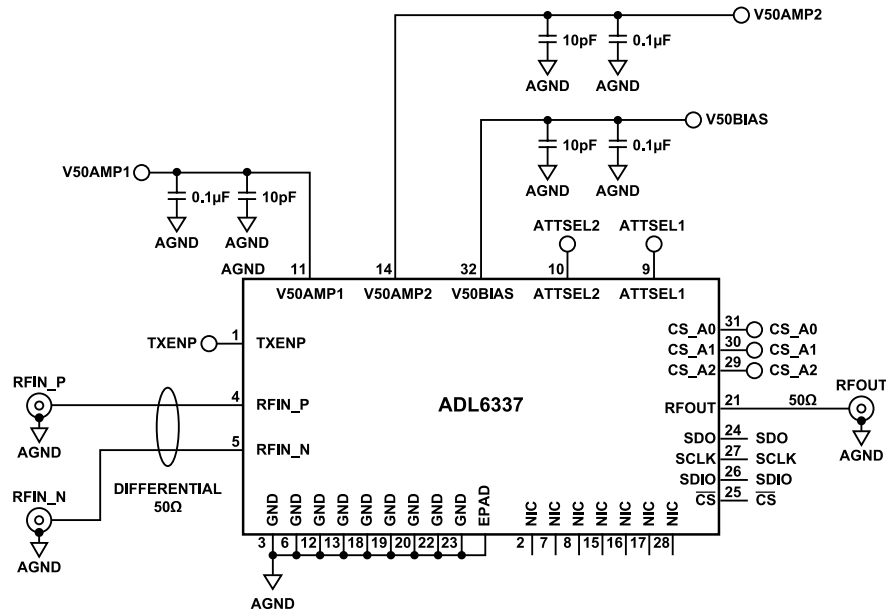 V50AMP2
10pF
0.1µF
AGND
AGND
V50BIAS
10pF
0.1µF
AGND
AGND
V50AMP1
0.1µF
10pF
AGND
AGND
ATTSEL2
ATTSEL1
AGND
11
14
32
10
9
V50AMP1
V50AMP2
V50BIAS
ATTSEL2
ATTSEL1
TXENP
1
TXENP
CS_A0
31
CS_A0
CS_A1
30
CS_A1
CS_A2
29
CS_A2
RFIN_P
4
RFIN_P
AGND
ADL6337
RFOUT
21
50Ω
RFOUT
AGND
5
RFIN_N
SDO
24
SDO
SCLK
27
SCLK
SDIO
26
SDIO
CS
25
CS
RFIN_N
AGND
DIFFERENTIAL
50Ω
GND
GND
GND
GND
GND
GND
GND
GND
GND
EPAD
NIC
NIC
NIC
NIC
NIC
NIC
NIC
3
6
12
13
18
19
20
22
23
2
7
8
15
16
17
28
AGND